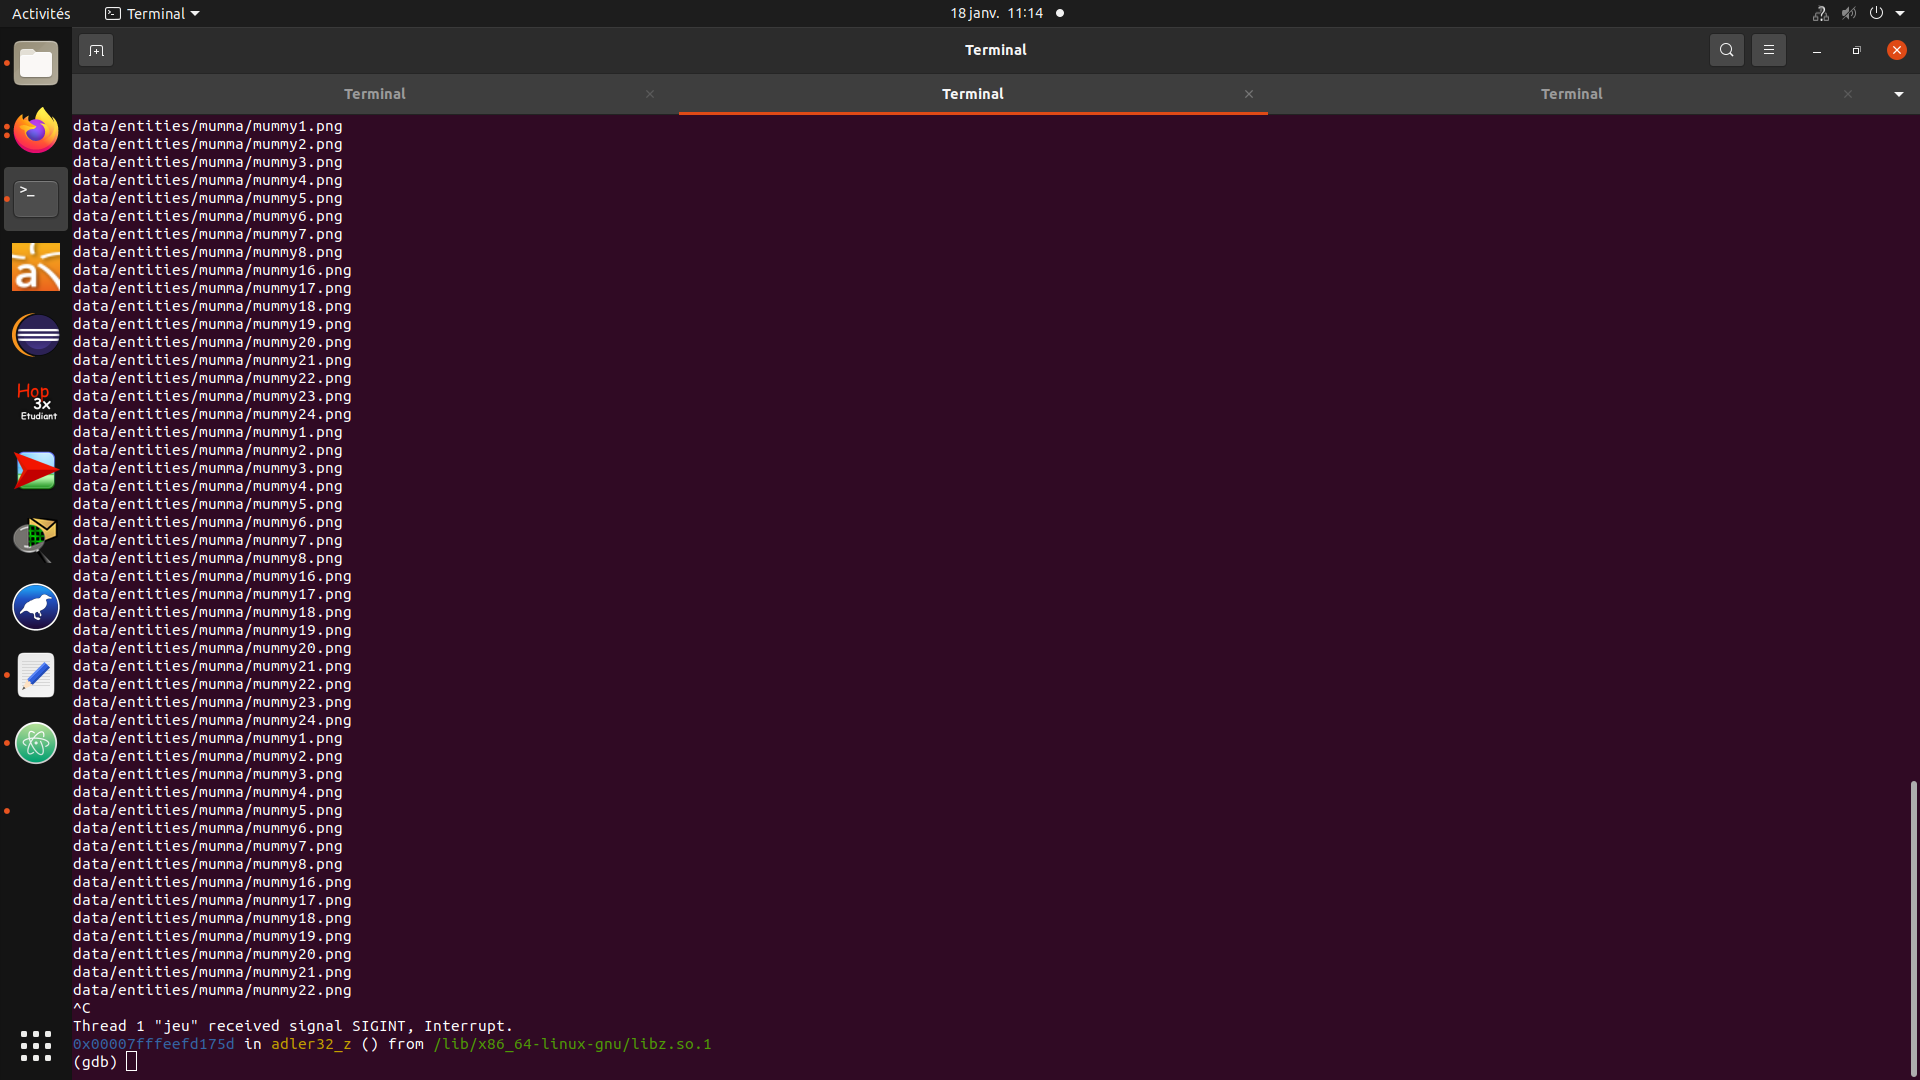 Activités
Terminal
18 janv. 11:14
Terminal
Terminal
Terminal
Terminal
data/entities/mumma/mummy1.png
data/entities/mumma/mummy2.png
data/entities/mumma/mummy3.png
data/entities/mumma/mummy4.png
data/entities/mumma/mummy5.png
data/entities/mumma/mummy6.png
data/entities/mumma/mummy7.png
data/entities/mumma/mummy8.png
data/entities/mumma/mummy16.png
data/entities/mumma/mummy17.png
data/entities/mumma/mummy18.png
data/entities/mumma/mummy19.png
data/entities/mumma/mummy20.png
data/entities/mumma/mummy21.png
data/entities/mumma/mummy22.png
data/entities/mumma/mummy23.png
data/entities/mumma/mummy24.png
data/entities/mumma/mummy1.png
data/entities/mumma/mummy2.png
data/entities/mumma/mummy3.png
data/entities/mumma/mummy4.png
data/entities/mumma/mummy5.png
data/entities/mumma/mummy6.png
data/entities/mumma/mummy7.png
data/entities/mumma/mummy8.png
data/entities/mumma/mummy16.png
data/entities/mumma/mummy17.png
data/entities/mumma/mummy18.png
data/entities/mumma/mummy19.png
data/entities/mumma/mummy20.png
data/entities/mumma/mummy21.png
data/entities/mumma/mummy22.png
data/entities/mumma/mummy23.png
data/entities/mumma/mummy24.png
data/entities/mumma/mummy1.png
data/entities/mumma/mummy2.png
data/entities/mumma/mummy3.png
data/entities/mumma/mummy4.png
data/entities/mumma/mummy5.png
data/entities/mumma/mummy6.png
data/entities/mumma/mummy7.png
data/entities/mumma/mummy8.png
data/entities/mumma/mummy16.png
data/entities/mumma/mummy17.png
data/entities/mumma/mummy18.png
data/entities/mumma/mummy19.png
data/entities/mumma/mummy20.png
data/entities/mumma/mummy21.png
data/entities/mumma/mummy22.png
^C
Thread 1 "jeu" received signal SIGINT, Interrupt.
0x00007fffeefd175d in adler32_z () from /lib/x86_64-linux-gnu/libz.so.1
(gdb)
>_
a
Hop
3x
Etudiant